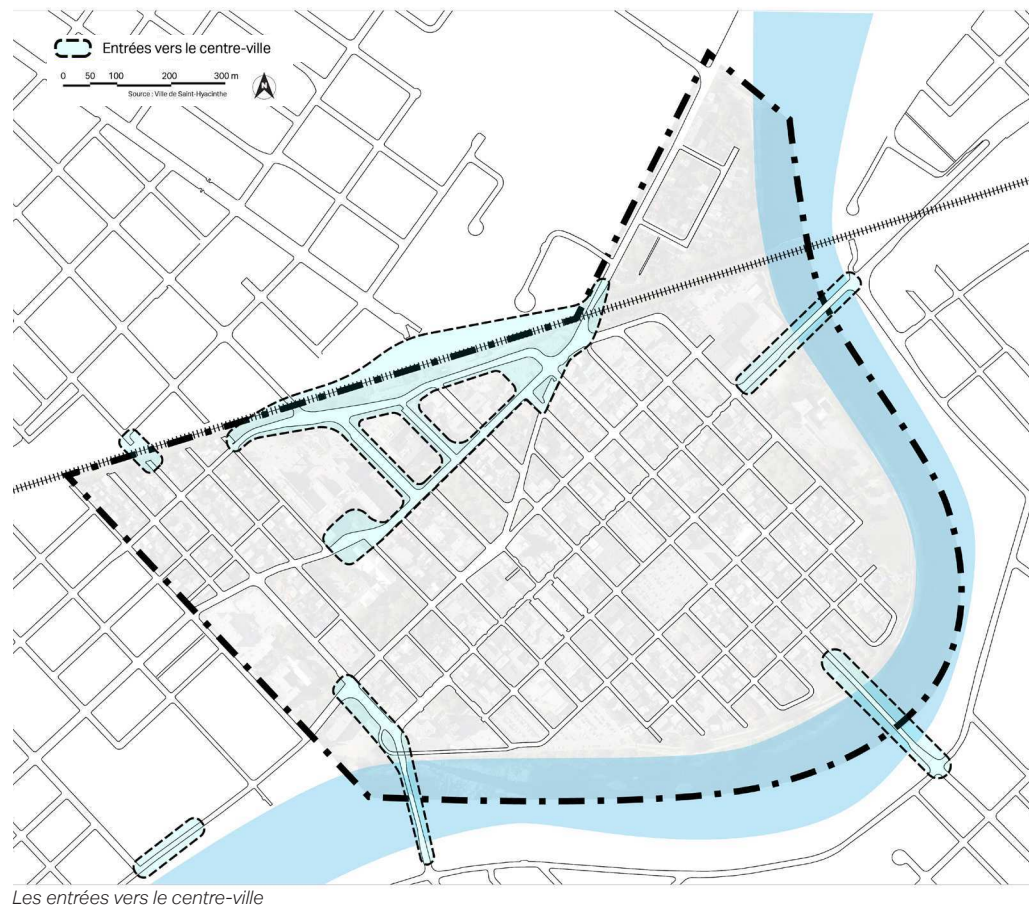 Entrées vers le centre-ville
0 50 100 200 300 m
Source : Ville de Saint-Hyacinthe
N
Les entrées vers le centre-ville